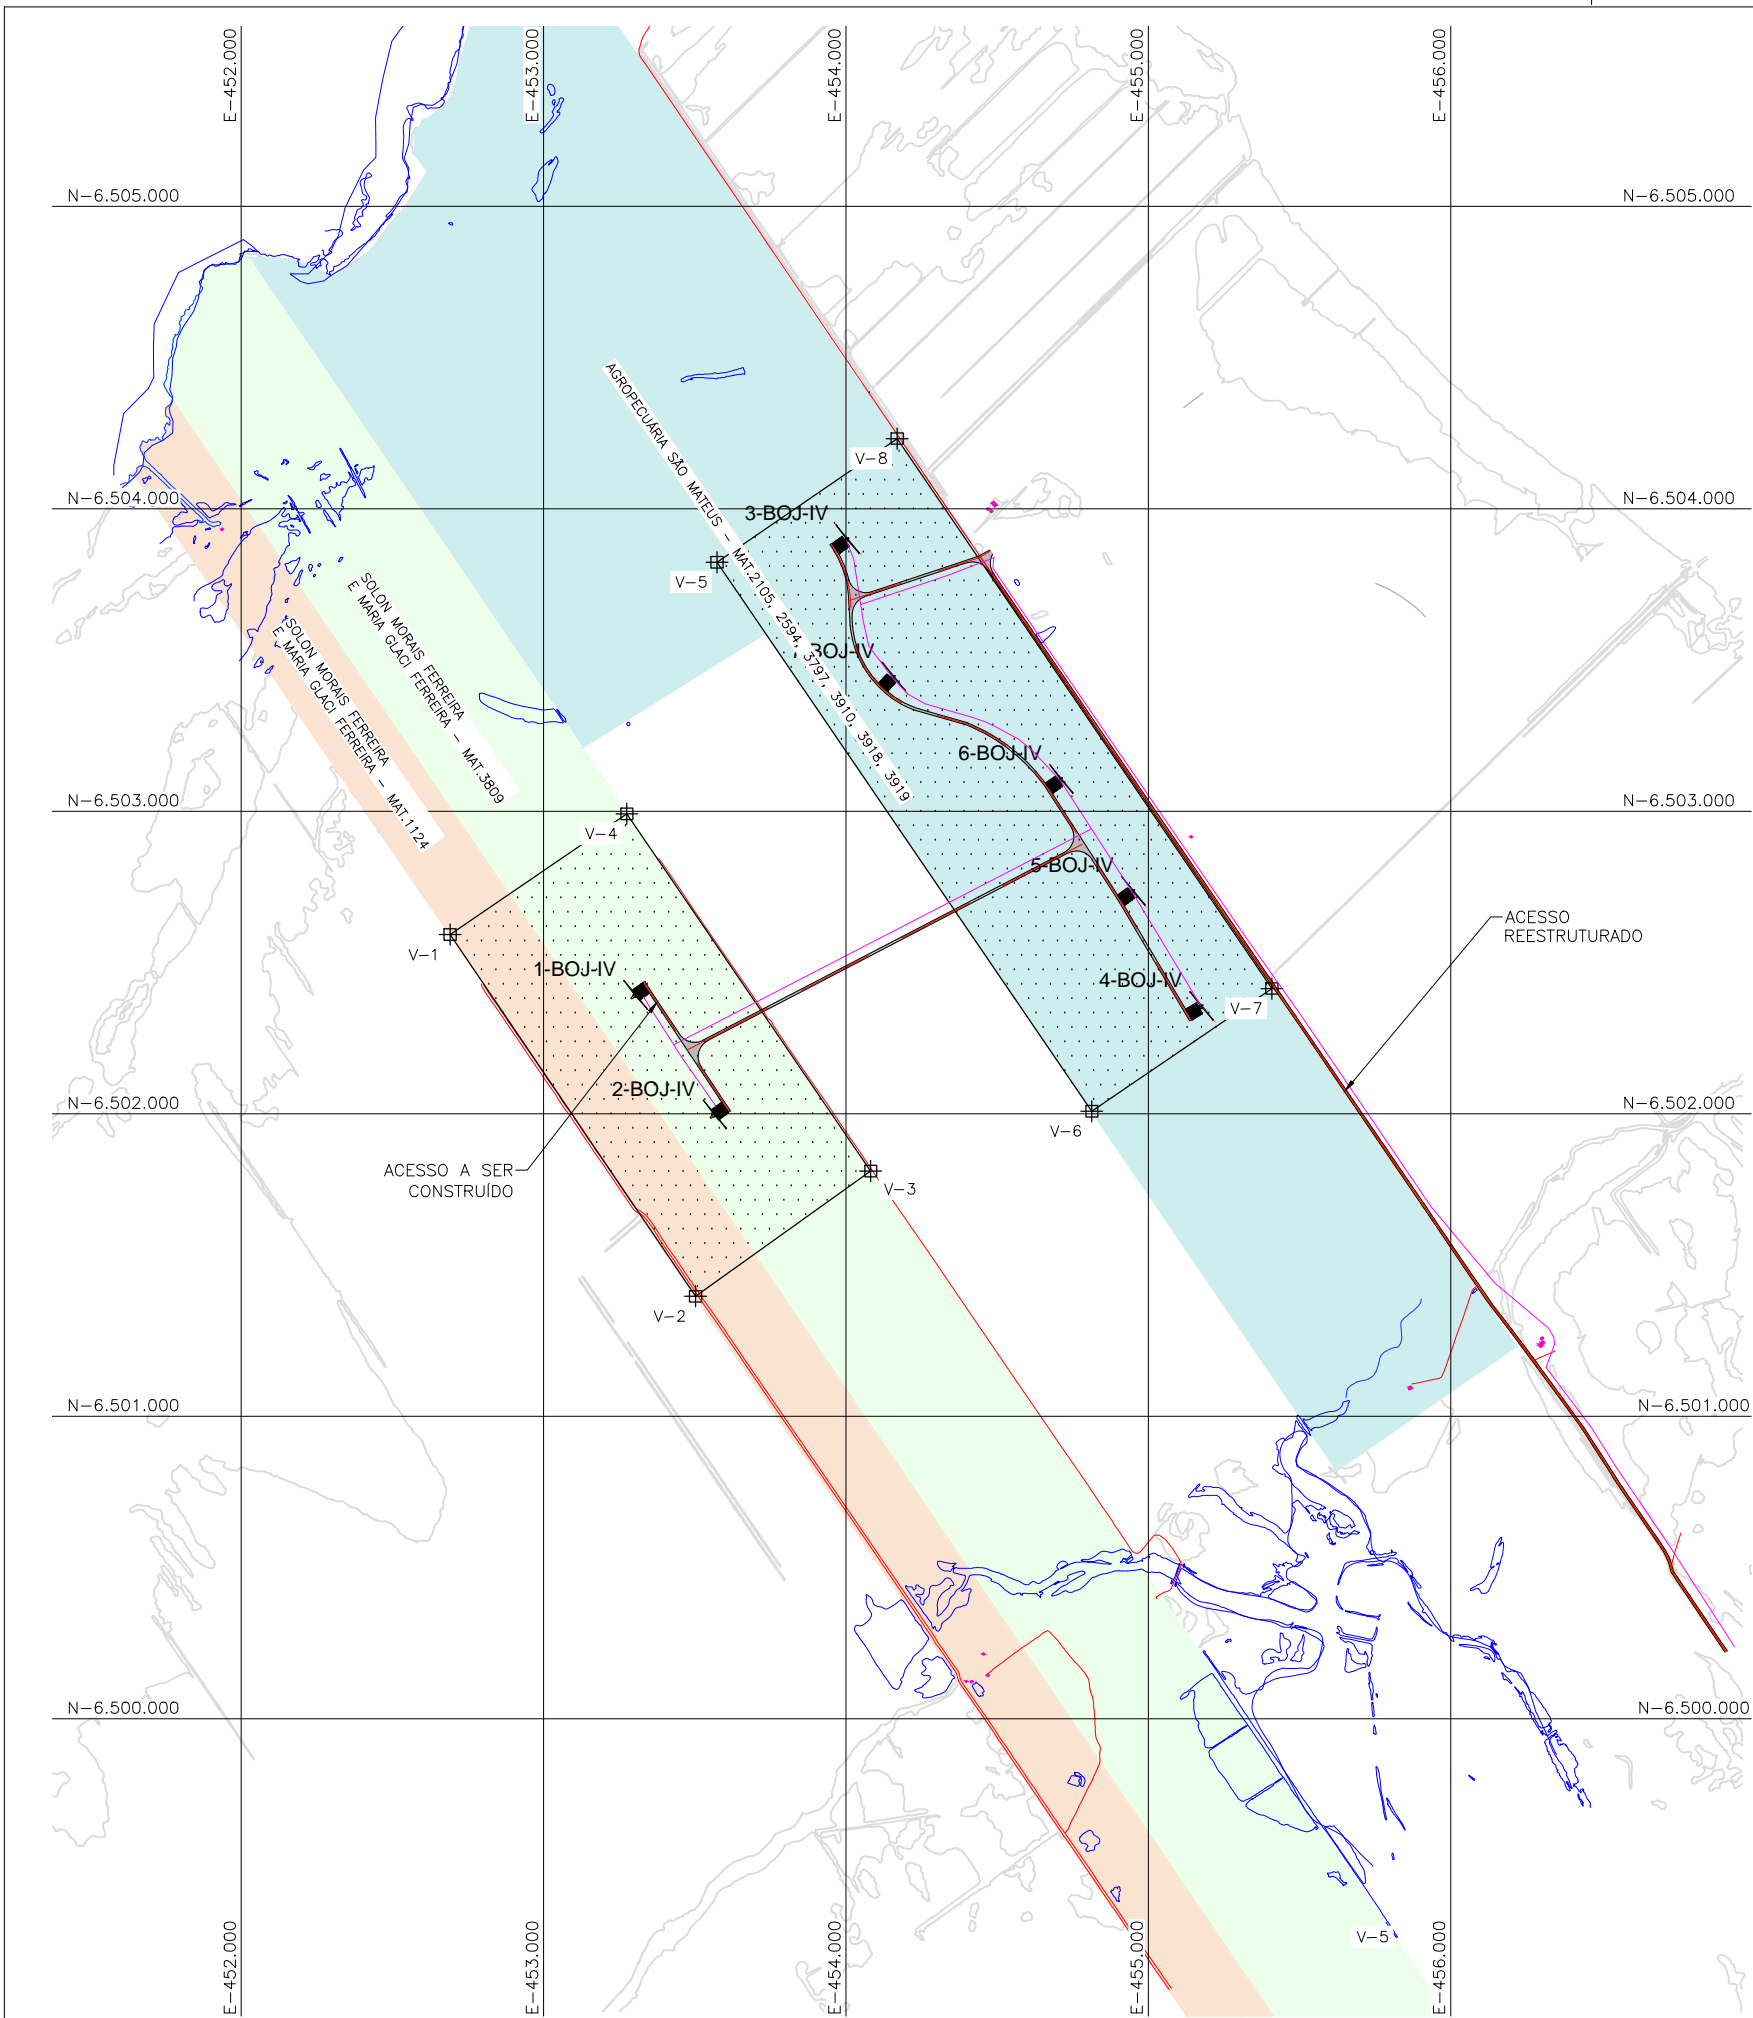 E-452.000
E-453.000
E-454.000
E-455.000
E-456.000
N-6.505.000
N-6.505.000
AGROPECUÁRIA SÃO MATEUS - MAT.2105, 2594, 3797, 3910, 3918, 3919
V-8
N-6.504.000
N-6.504.000
3-BOJ-IV
V-5
SOLON MORAIS FERREIRA
E MARIA GLACI FERREIRA - MAT.3809
SOLON MORAIS FERREIRA
E MARIA GLACI FERREIRA - MAT.1124
BOJ-IV
6-BOJ-IV
N-6.503.000
N-6.503.000
V-4
5-BOJ-IV
ACESSO
REESTRUTURADO
V-1
1-BOJ-IV
4-BOJ-IV
V-7
2-BOJ-IV
N-6.502.000
N-6.502.000
V-6
ACESSO A SER
CONSTRUÍDO
V-3
V-2
N-6.501.000
N-6.501.000
N-6.500.000
N-6.500.000
V-5
E-452.000
E-453.000
E-454.000
E-455.000
E-456.000